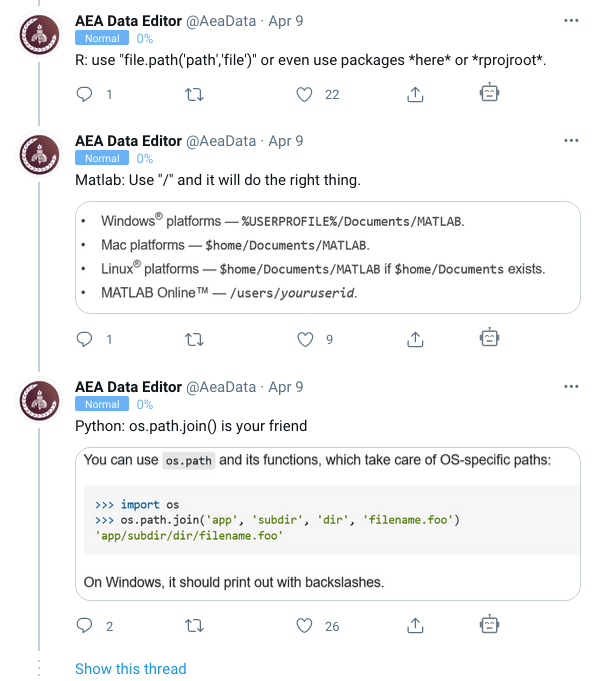 AEA Data Editor @AeaData · Apr 9
Normal 0%
R: use "file.path('path','file')" or even use packages *here* or *rprojroot*.
1 22
AEA Data Editor @AeaData · Apr 9
Normal 0%
Matlab: Use "/" and it will do the right thing.
• Windows® platforms — %USERPROFILE%/Documents/MATLAB.
• Mac platforms — $home/Documents/MATLAB.
• Linux® platforms — $home/Documents/MATLAB if $home/Documents exists.
• MATLAB Online™ — /users/youruserid.
1 9
AEA Data Editor @AeaData · Apr 9
Normal 0%
Python: os.path.join() is your friend
You can use os.path and its functions, which take care of OS-specific paths:
>>> import os
>>> os.path.join('app', 'subdir', 'dir', 'filename.foo')
'app/subdir/dir/filename.foo'
On Windows, it should print out with backslashes.
2 26
Show this thread